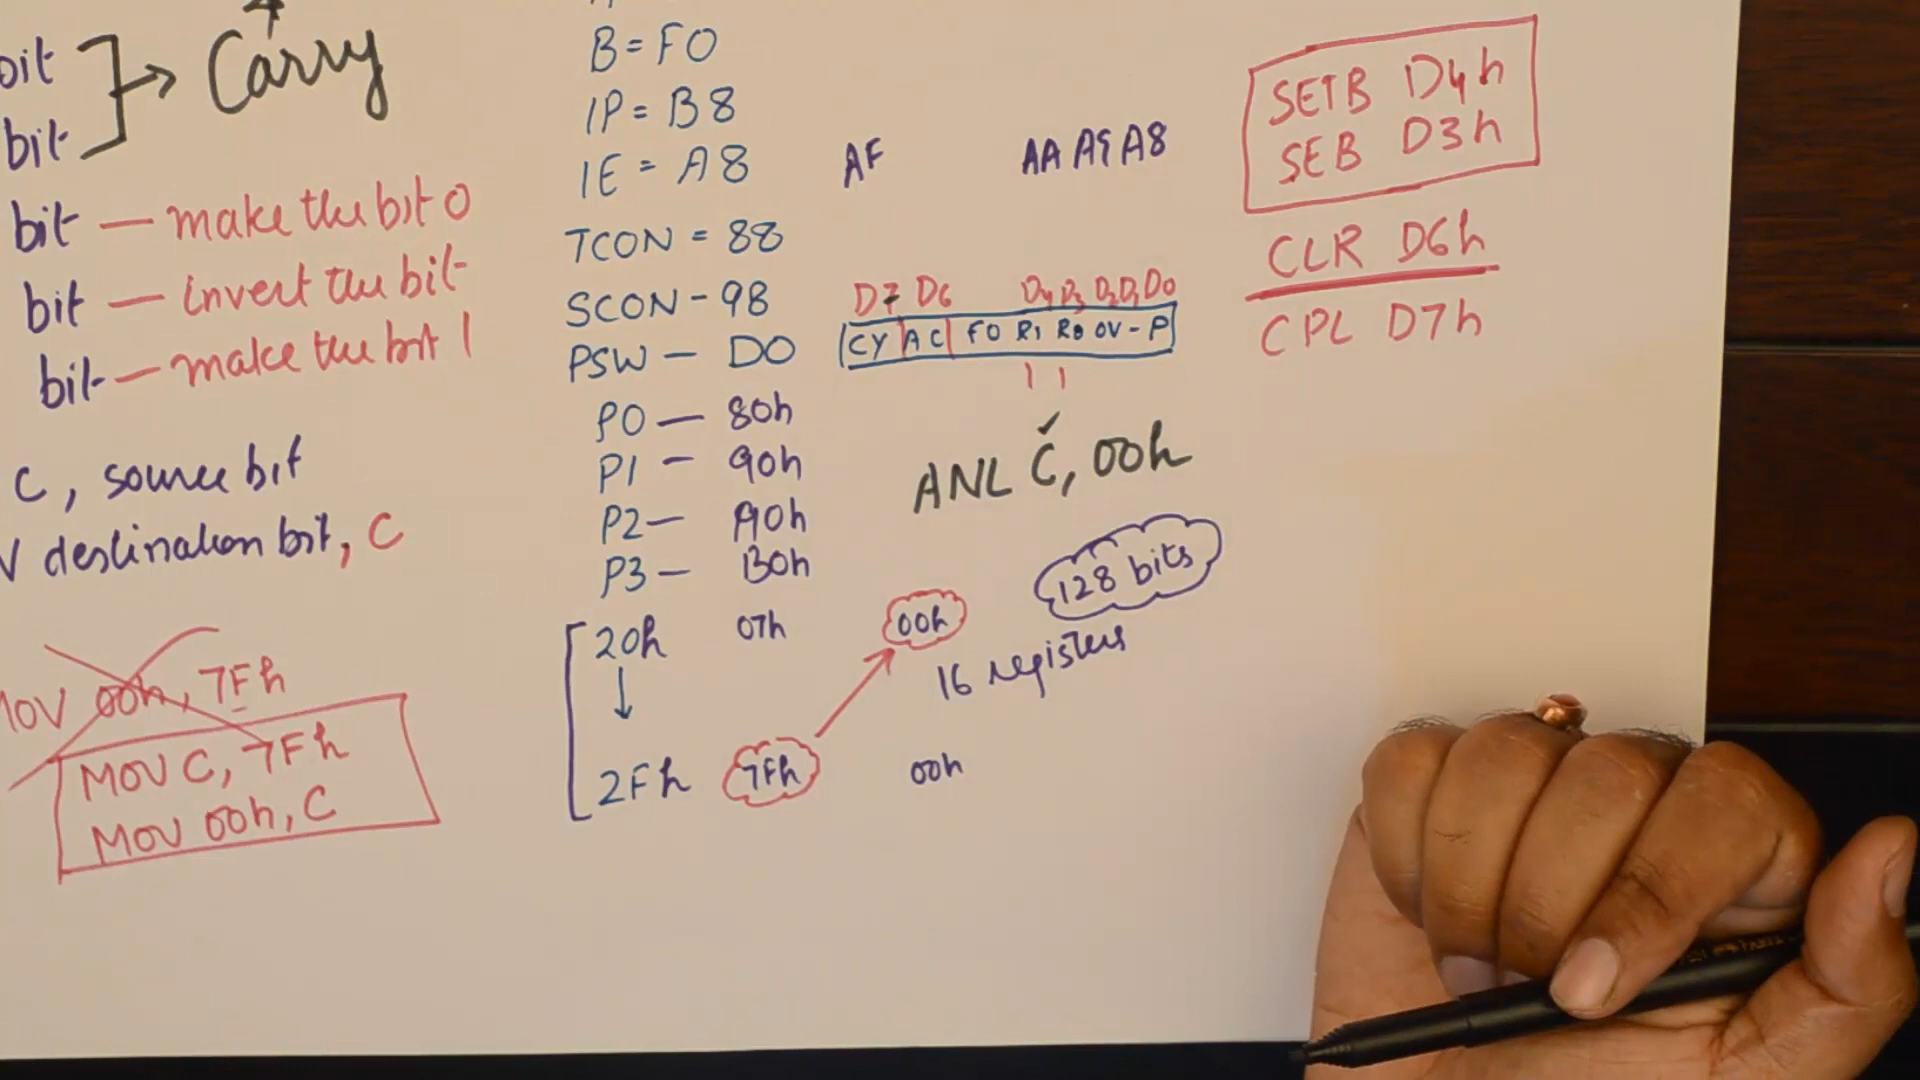 bit
bit
Carry
bit — make the bit 0
bit — invert the bit
bit — make the bit 1
C, source bit
V destination bit, C
MOV 00h, 7Fh
MOV C, 7Fh
MOV 00h, C
B = F0
IP = B8
IE = A8 AF AA A9 A8
TCON = 88
SCON - 98
D7 D6 D4 D3 D2 D1 D0
PSW — D0 CY AC F0 R1 R0 OV - P
1 1
P0 — 80h
P1 — 90h
P2 — A0h
P3 — B0h
ANL C, 00h
128 bits
20h 07h 00h
16 registers
2Fh 7Fh 00h
SETB D4h
SEB D3h
CLR D6h
CPL D7h